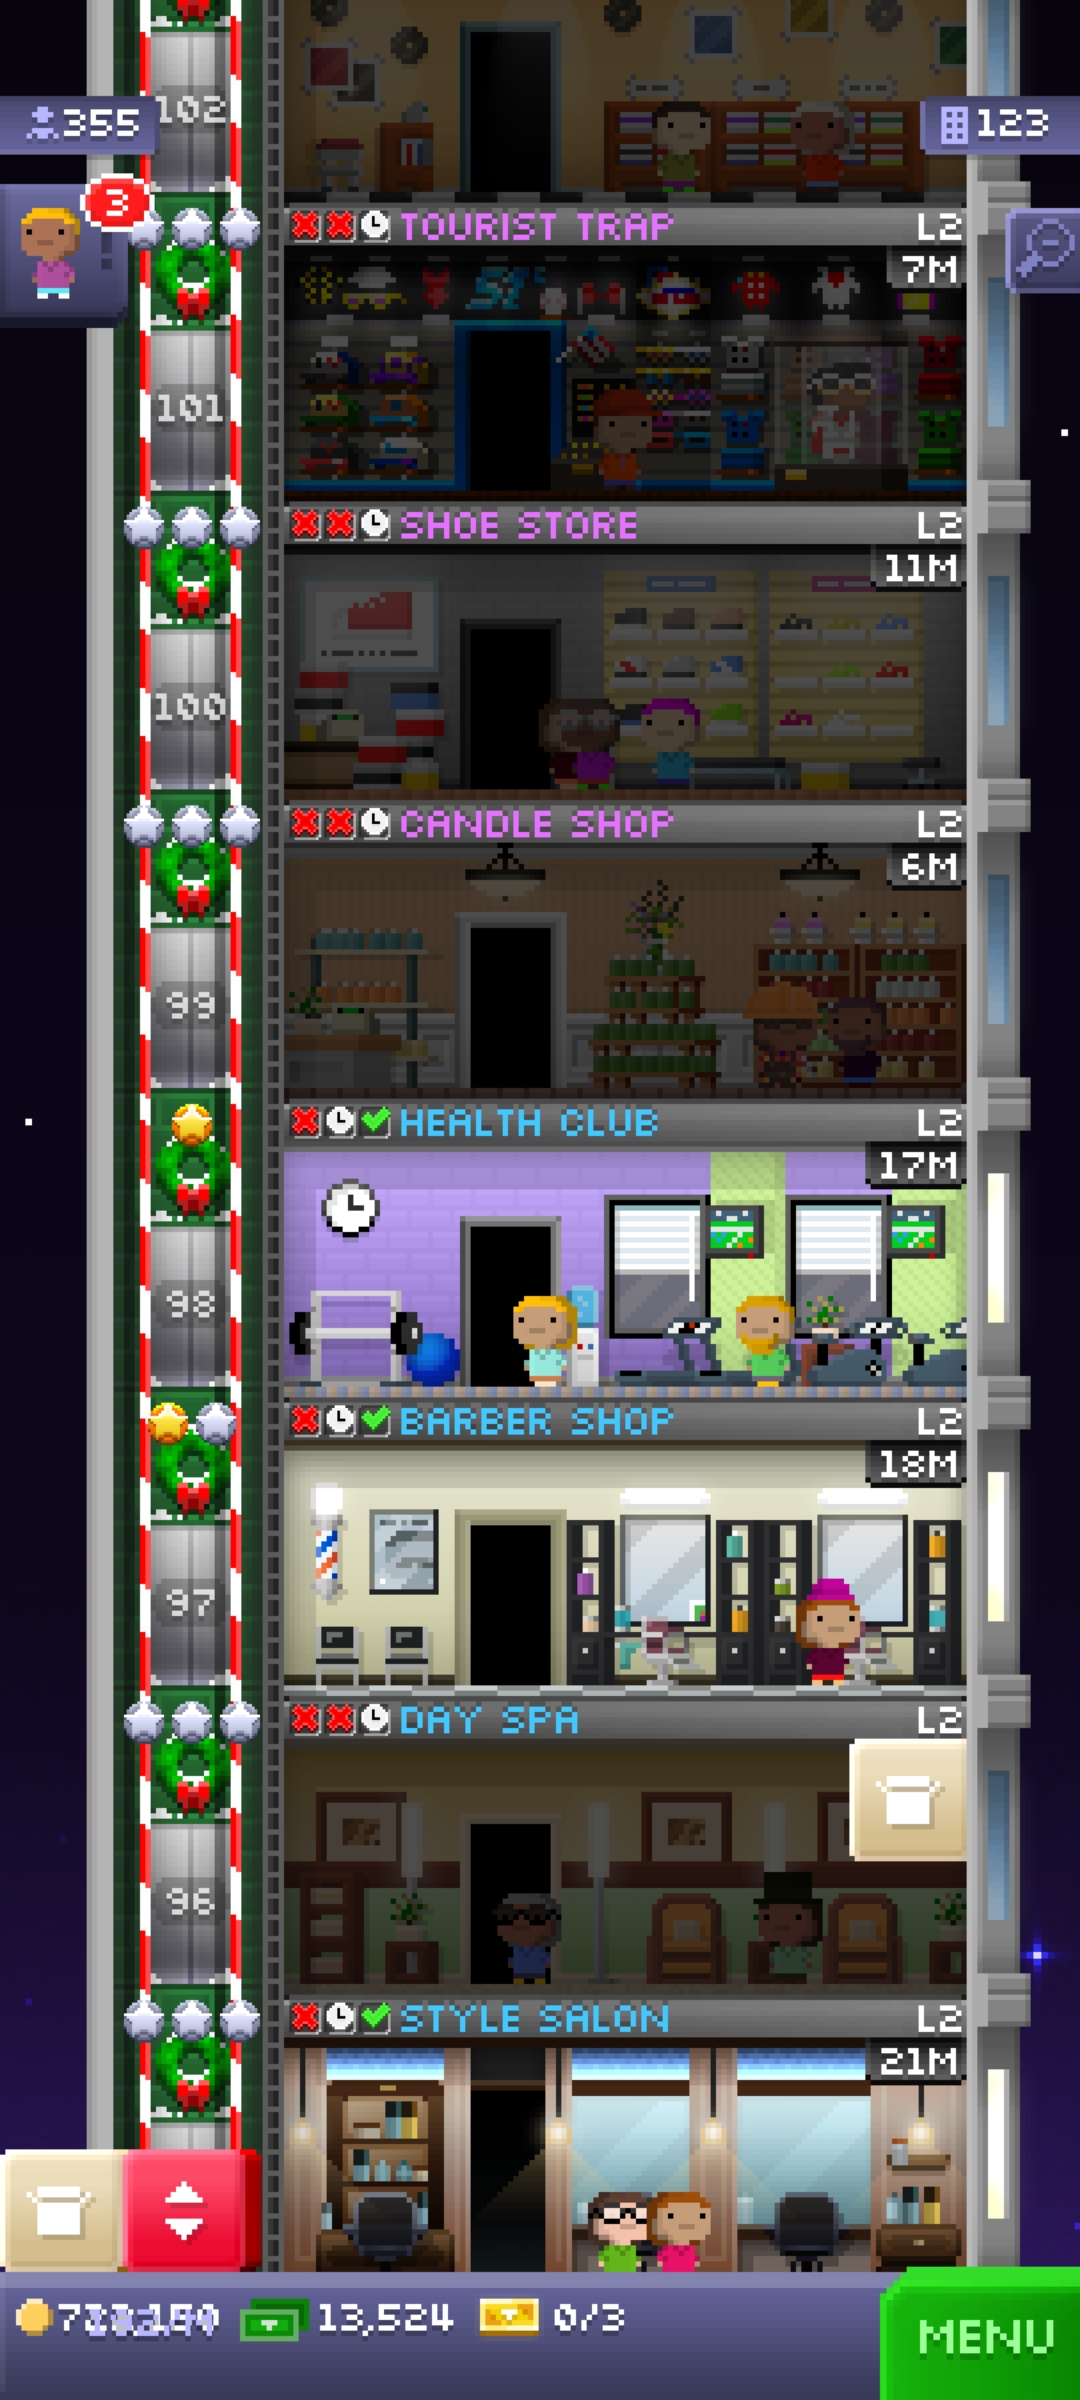 102
355
123
3
TOURIST TRAP L2
7M
51
101
SHOE STORE L2
11M
100
CANDLE SHOP L2
6M
99
HEALTH CLUB L2
17M
98
BARBER SHOP L2
18M
97
DAY SPA L2
96
STYLE SALON L2
21M
13,524 0/3
MENU